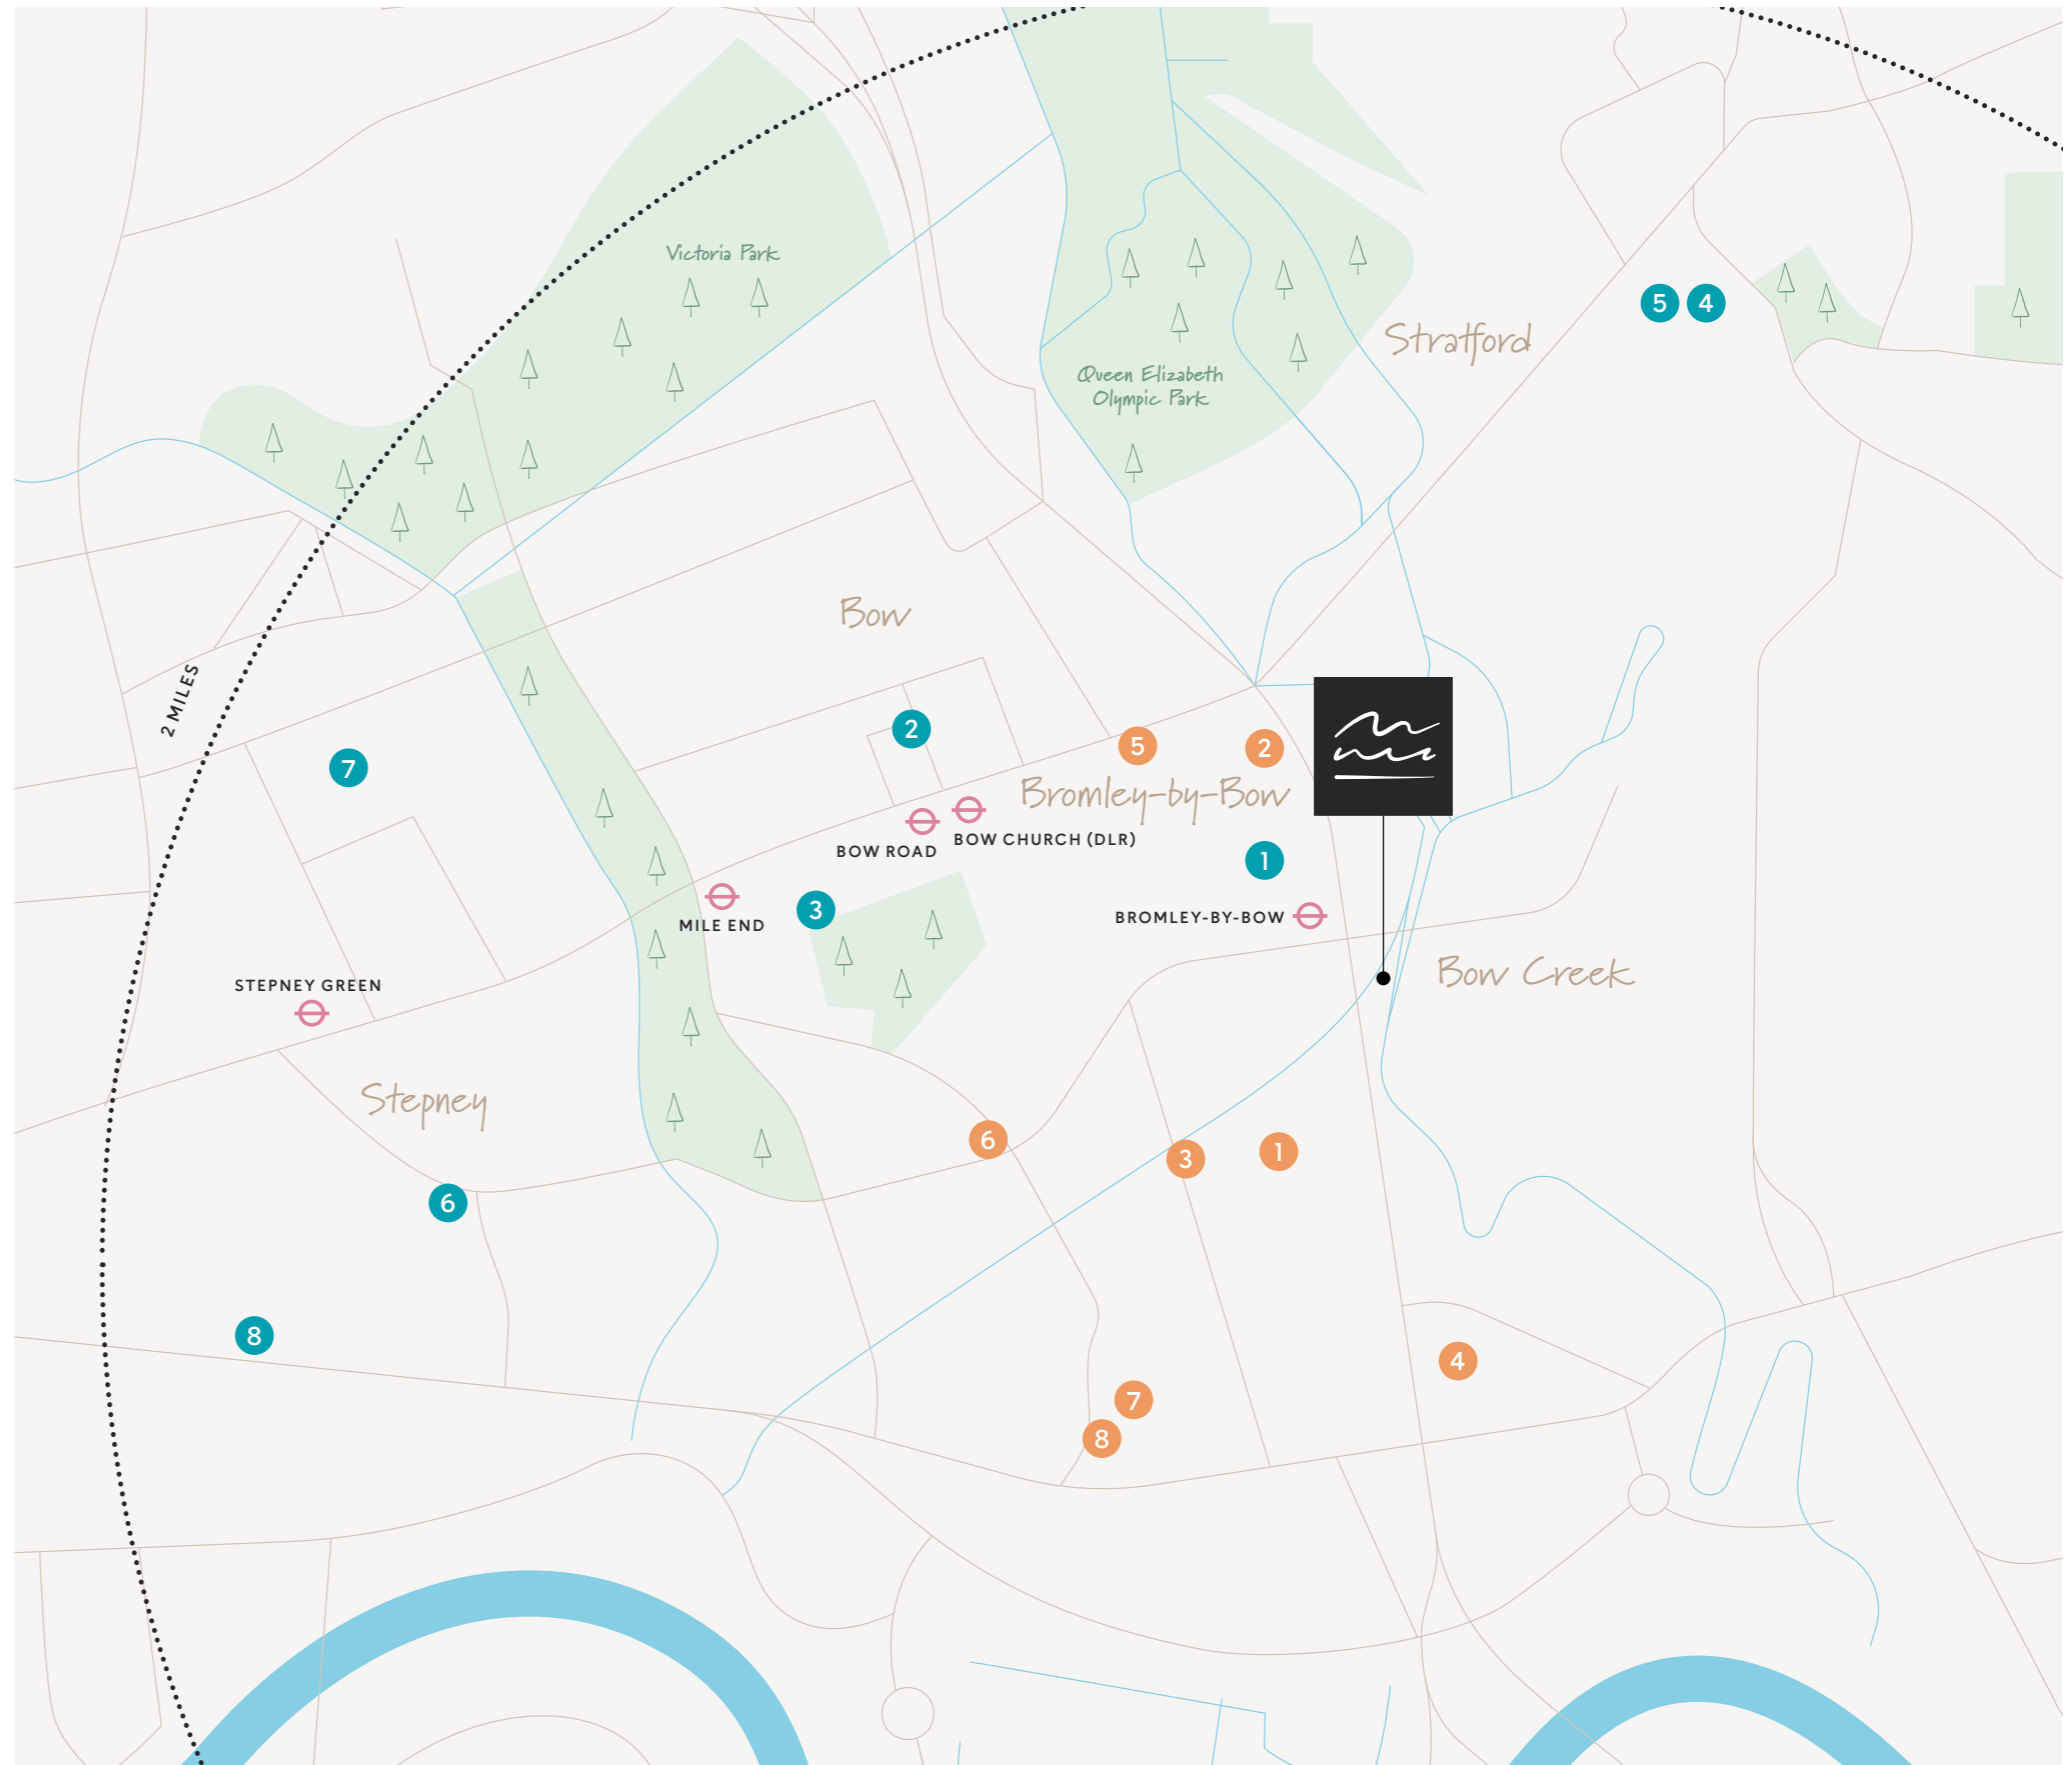 Victoria Park
5
4
Stratford
Queen Elizabeth
Olympic Park
Bow
2 MILES
2
5
2
7
Bromley-by-Bow
BOW CHURCH (DLR)
BOW ROAD
1
3
MILE END
BROMLEY-BY-BOW
Bow Creek
STEPNEY GREEN
Stepney
6
3
1
6
8
4
7
8